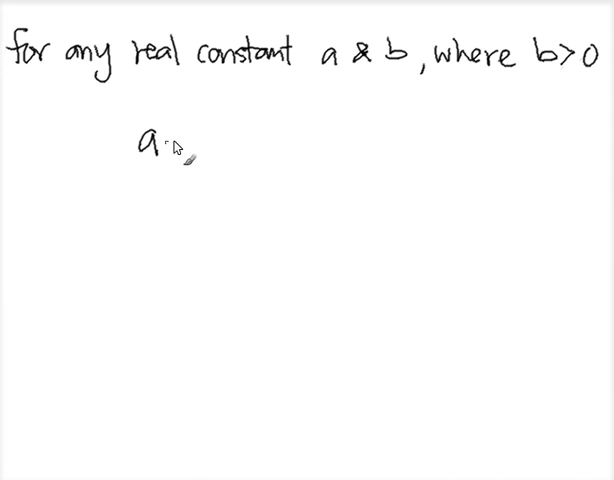 for any real constant a & b, where b>0
a